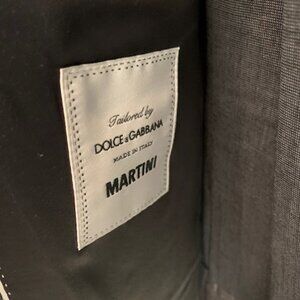 Tailored by
DOLCE & GABBANA
MADE IN ITALY
MARTINI